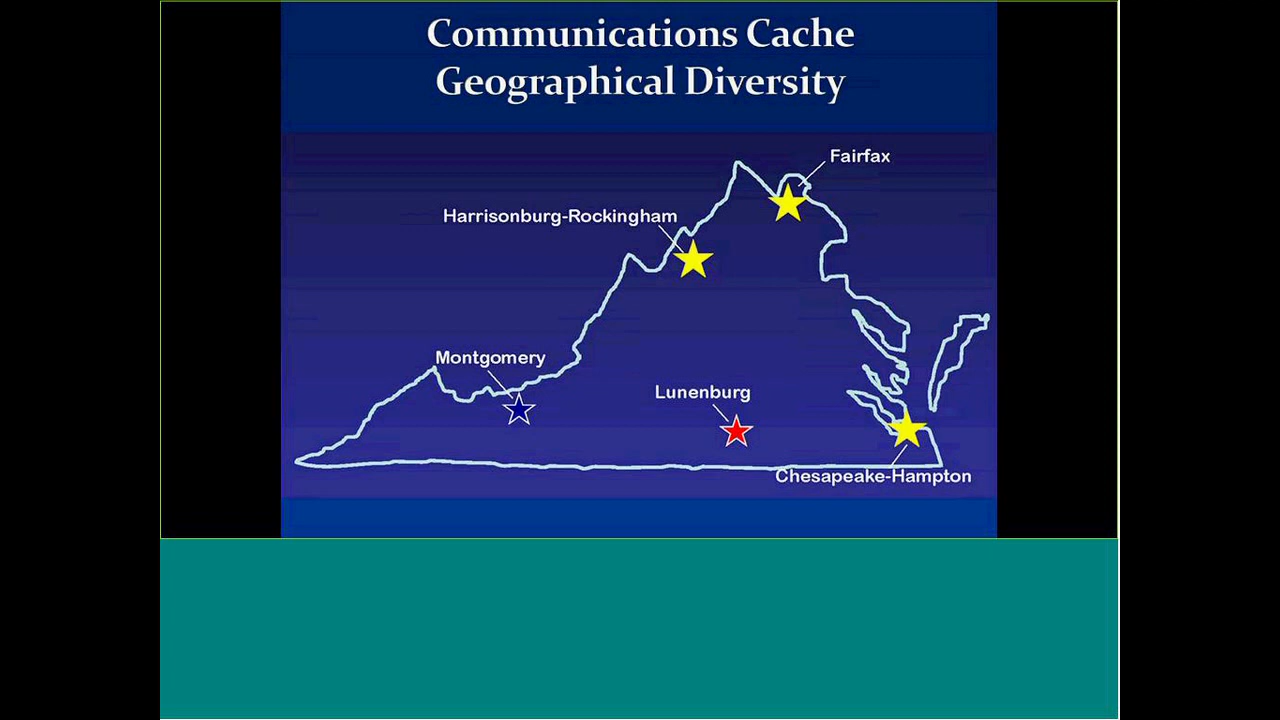 Communications Cache
Geographical Diversity
Fairfax
Harrisonburg-Rockingham
Montgomery
Lunenburg
Chesapeake-Hampton